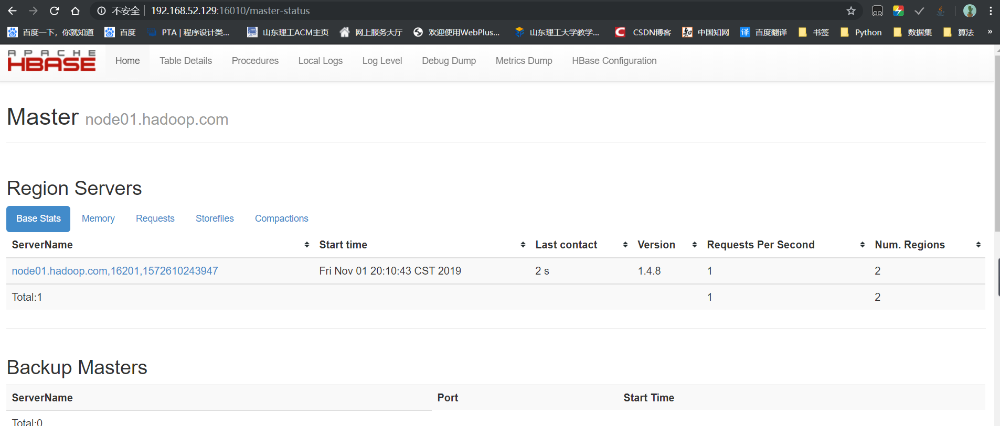 不安全 192.168.52.129:16010/master-status
百度一下，你就知道 百度 PTA | 程序设计类... 山东理工ACM主页 网上服务大厅 欢迎使用WebPlus... 山东理工大学教学... CSDN博客 中国知网 百度翻译 书签 Python 数据集 算法 »
APACHE
HBASE
Home Table Details Procedures Local Logs Log Level Debug Dump Metrics Dump HBase Configuration
Master node01.hadoop.com
Region Servers
Base Stats Memory Requests Storefiles Compactions
ServerName Start time Last contact Version Requests Per Second Num. Regions
node01.hadoop.com,16201,1572610243947 Fri Nov 01 20:10:43 CST 2019 2 s 1.4.8 1 2
Total:1 1 2
Backup Masters
ServerName Port Start Time
Total:0